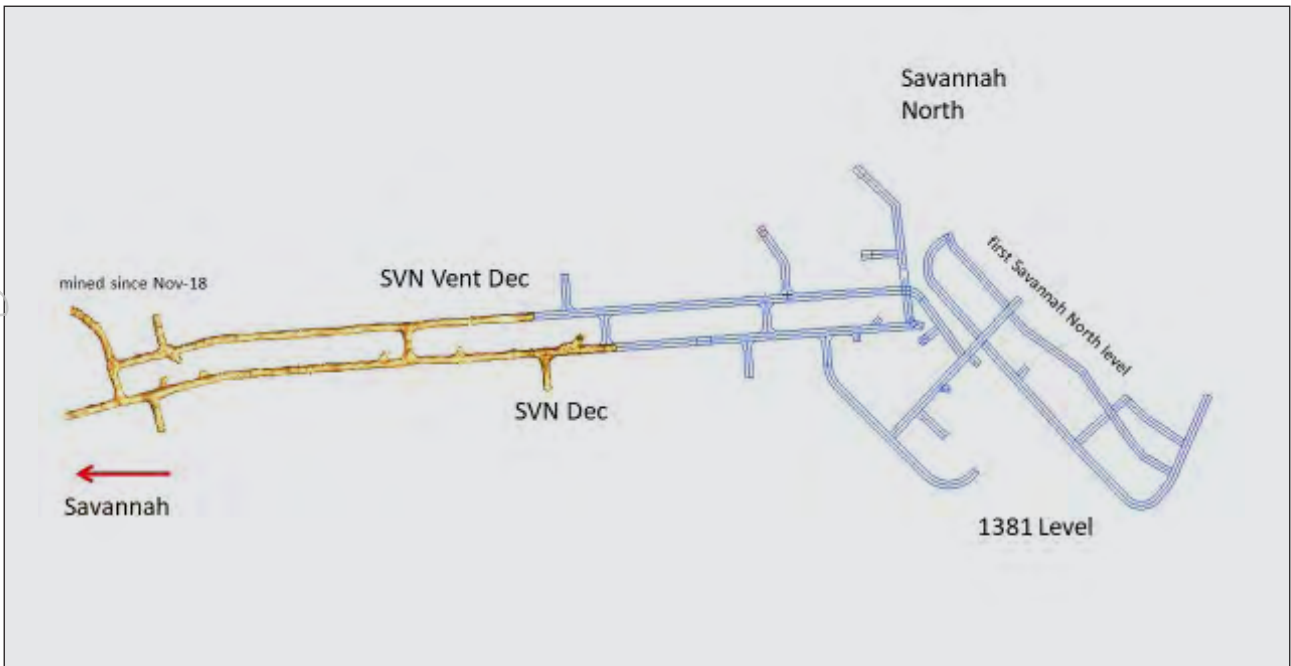 Savannah
North
first Savannah North level
mined since Nov-18
SVN Vent Dec
SVN Dec
Savannah
1381 Level